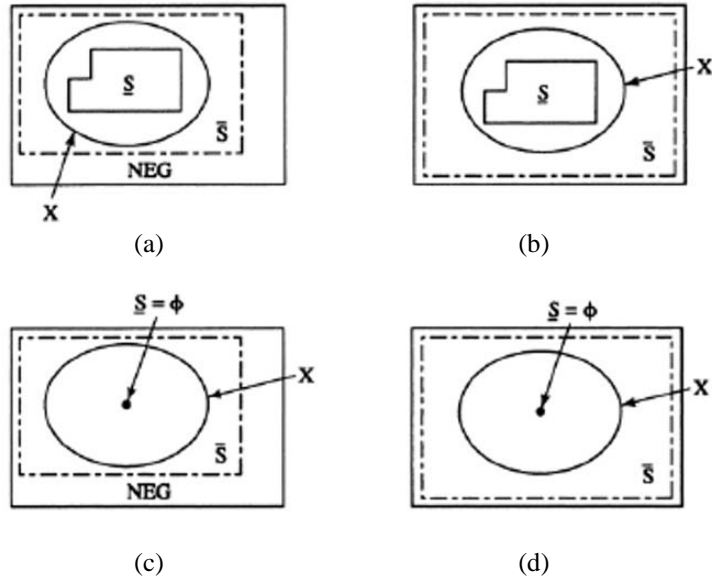 S̲
S̄
NEG
X
(a)
S̲
X
S̄
(b)
S̲ = ϕ
X
S̄
NEG
(c)
S̲ = ϕ
X
S̄
(d)